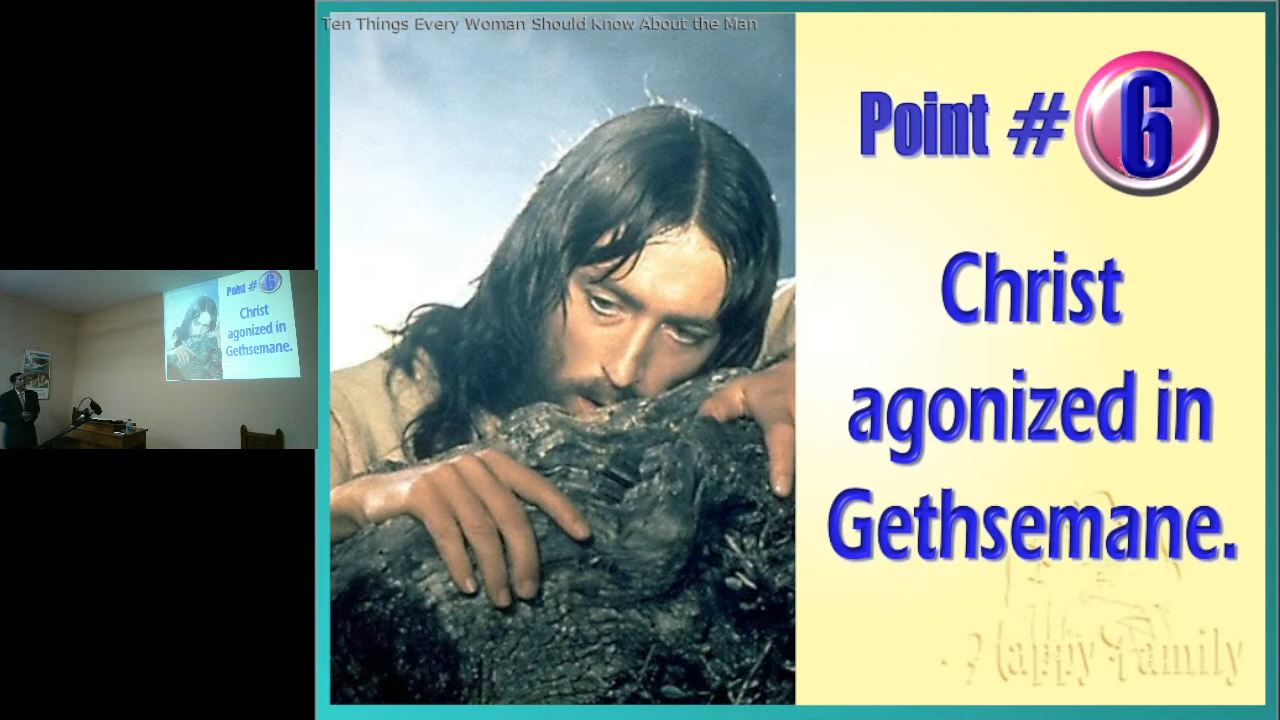 Ten Things Every Woman Should Know About the Man
Point # 6
Christ
agonized in
Gethsemane.
Happy Family
Point # 6
Christ
agonized in
Gethsemane.